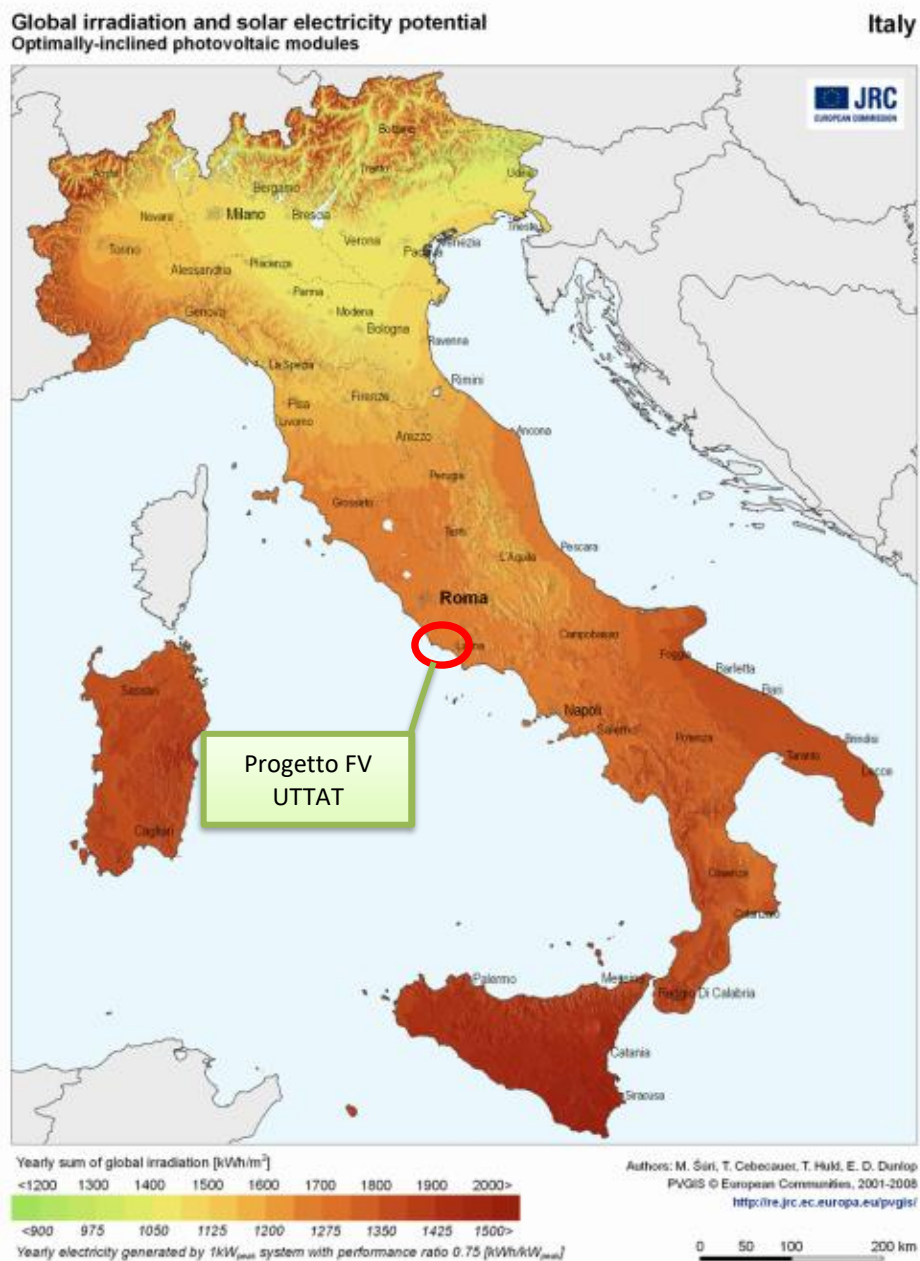 Global irradiation and solar electricity potential
Optimally-inclined photovoltaic modules
Italy
JRC
EUROPEAN COMMISSION
Bolzano
Aosta
Trento
Udine
Bergamo
Novara
Milano
Brescia
Trieste
Verona
Padova
Venezia
Torino
Piacenza
Alessandria
Parma
Genova
Modena
Bologna
Ravenna
La Spezia
Rimini
Pisa
Firenze
Livorno
Ancona
Arezzo
Perugia
Grosseto
Terni
L'Aquila
Pescara
Roma
Campobasso
Latina
Foggia
Barletta
Bari
Napoli
Salerno
Potenza
Brindisi
Taranto
Lecce
Sassari
Progetto FV
UTTAT
Cagliari
Cosenza
Catanzaro
Palermo
Messina
Reggio Di Calabria
Catania
Siracusa
Yearly sum of global irradiation [kWh/m²]
<1200 1300 1400 1500 1600 1700 1800 1900 2000>
<900 975 1050 1125 1200 1275 1350 1425 1500>
Yearly electricity generated by 1kWpeak system with performance ratio 0.75 [kWh/kWpeak]
Authors: M. Šúri, T. Cebecauer, T. Huld, E. D. Dunlop
PVGIS © European Communities, 2001-2008
http://re.jrc.ec.europa.eu/pvgis/
0 50 100 200 km